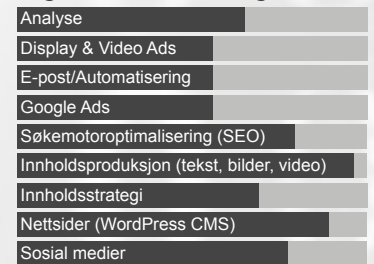 Analyse
Display & Video Ads
E-post/Automatisering
Google Ads
Søkemotoroptimalisering (SEO)
Innholdsproduksjon (tekst, bilder, video)
Innholdsstrategi
Nettsider (WordPress CMS)
Sosial medier